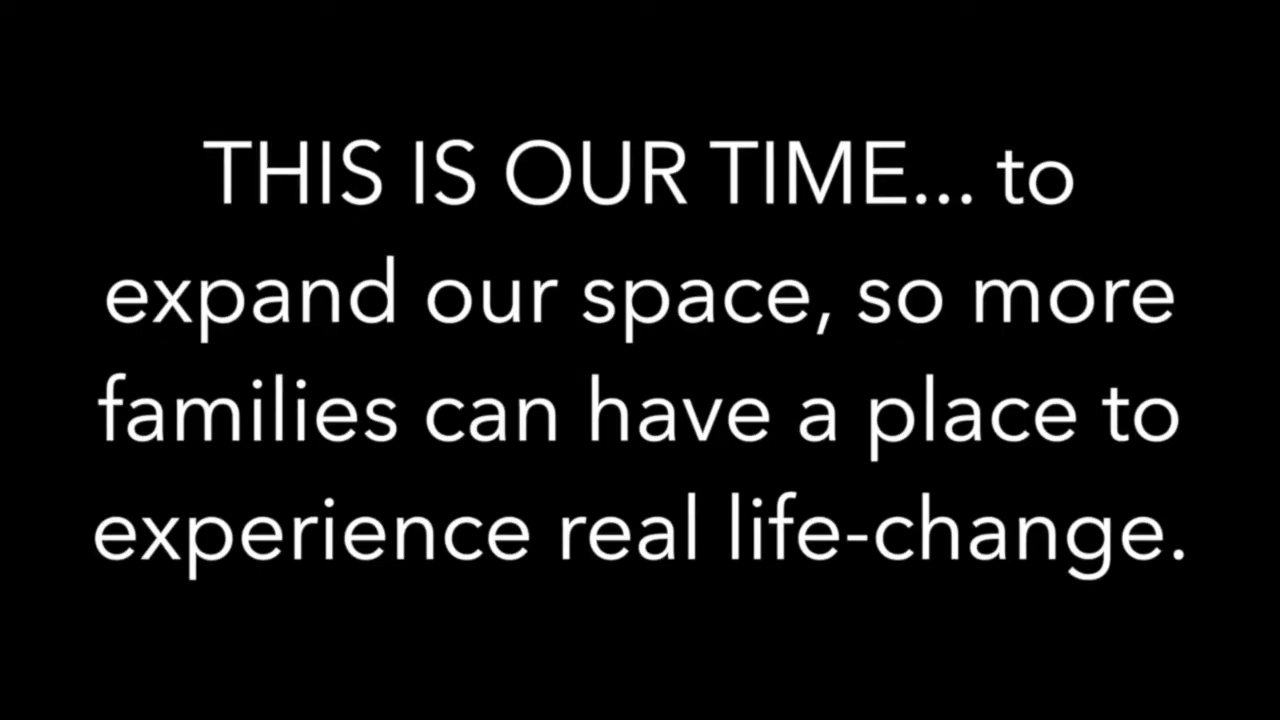 THIS IS OUR TIME... to
expand our space, so more
families can have a place to
experience real life-change.